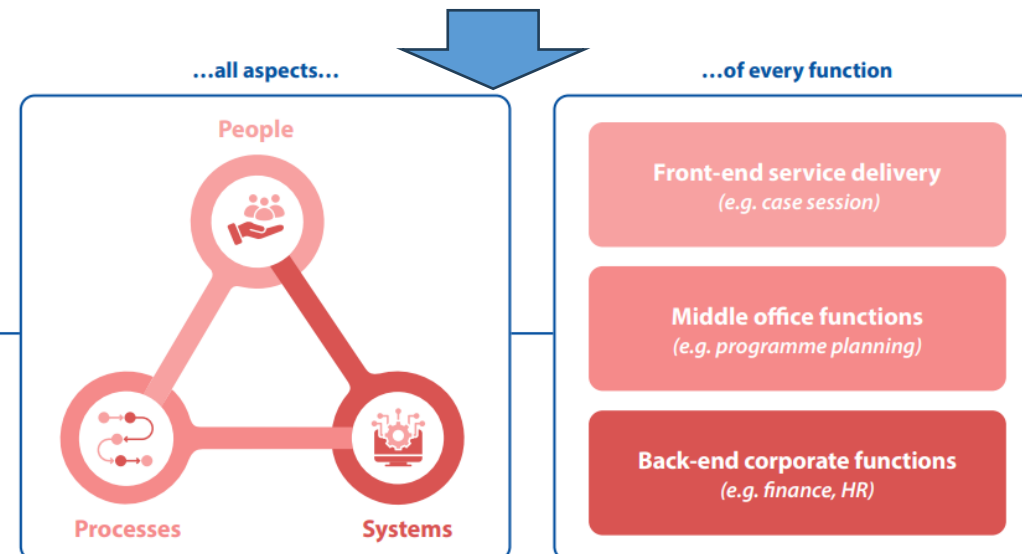 ...all aspects...
People
Processes
Systems
...of every function
Front-end service delivery
(e.g. case session)
Middle office functions
(e.g. programme planning)
Back-end corporate functions
(e.g. finance, HR)